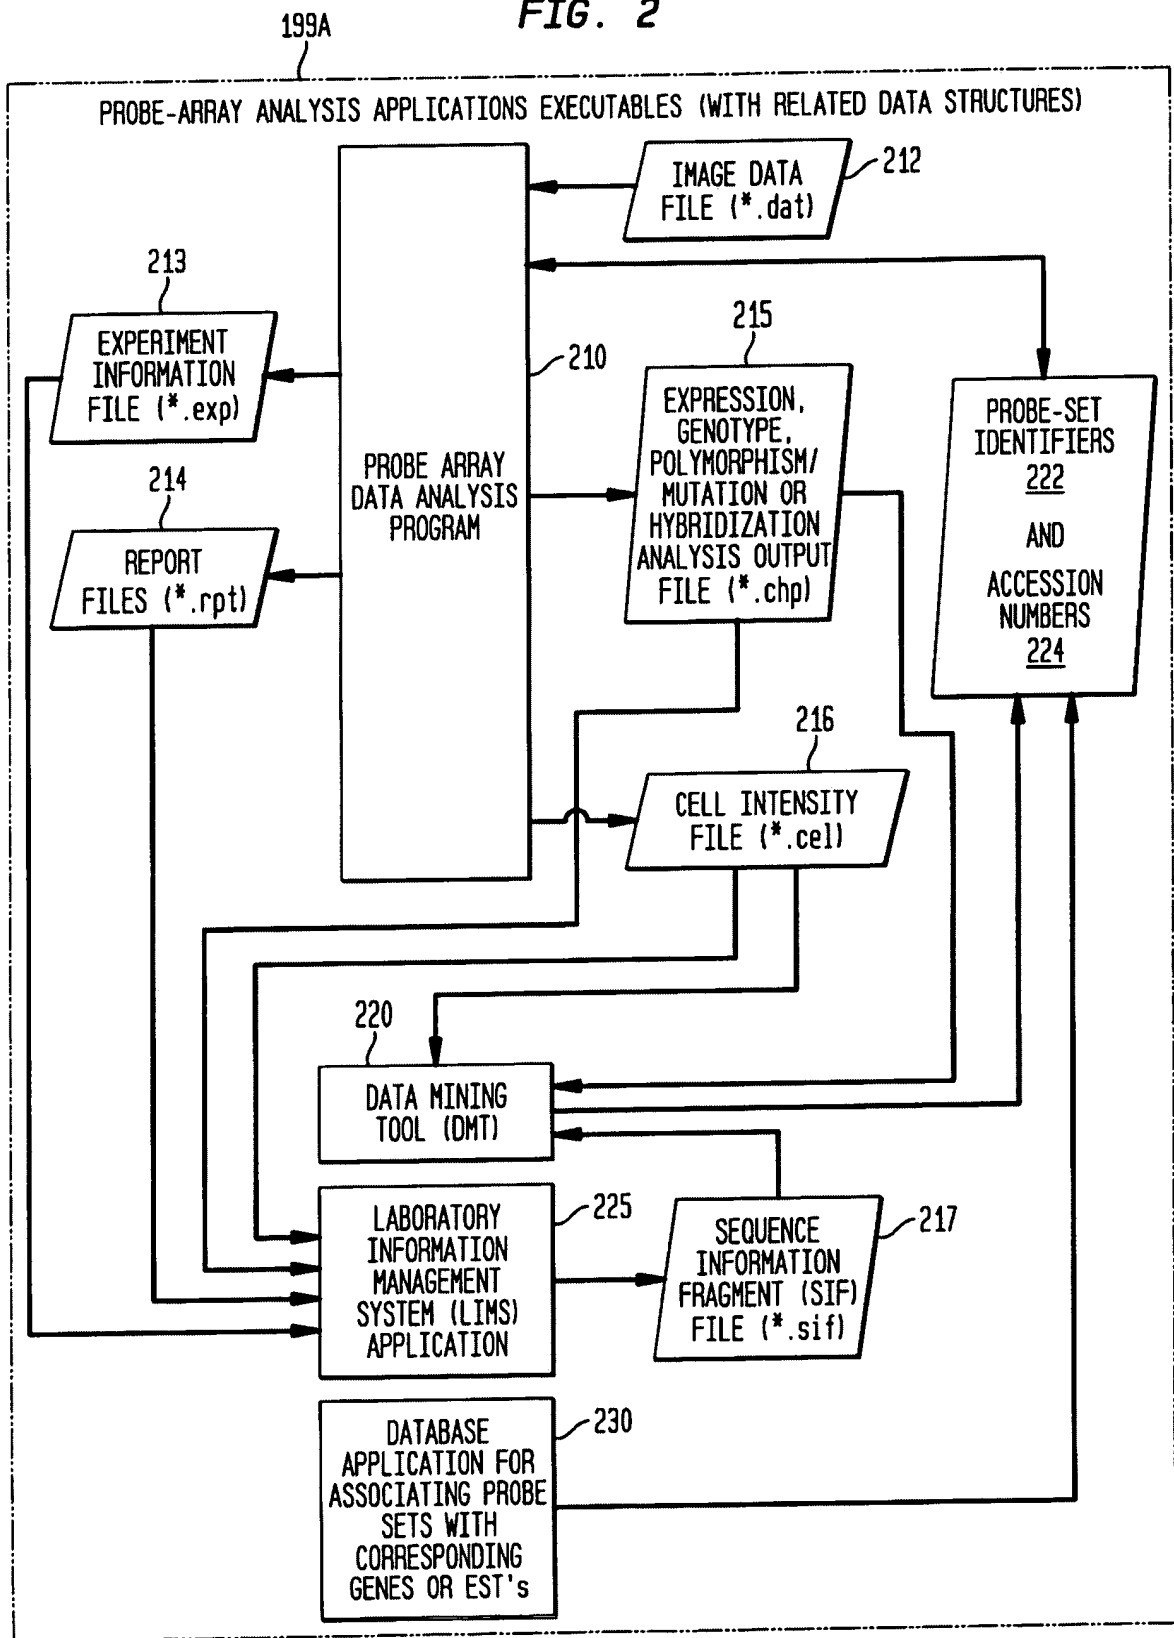 FIG. 2
199A
PROBE-ARRAY ANALYSIS APPLICATIONS EXECUTABLES (WITH RELATED DATA STRUCTURES)
IMAGE DATA
FILE (*.dat)
212
213
EXPERIMENT
INFORMATION
FILE (*.exp)
214
REPORT
FILES (*.rpt)
PROBE ARRAY
DATA ANALYSIS
PROGRAM
210
215
EXPRESSION,
GENOTYPE,
POLYMORPHISM/
MUTATION OR
HYBRIDIZATION
ANALYSIS OUTPUT
FILE (*.chp)
PROBE-SET
IDENTIFIERS
222
AND
ACCESSION
NUMBERS
224
216
CELL INTENSITY
FILE (*.cel)
220
DATA MINING
TOOL (DMT)
LABORATORY
INFORMATION
MANAGEMENT
SYSTEM (LIMS)
APPLICATION
225
SEQUENCE
INFORMATION
FRAGMENT (SIF)
FILE (*.sif)
217
DATABASE
APPLICATION FOR
ASSOCIATING PROBE
SETS WITH
CORRESPONDING
GENES OR EST's
230